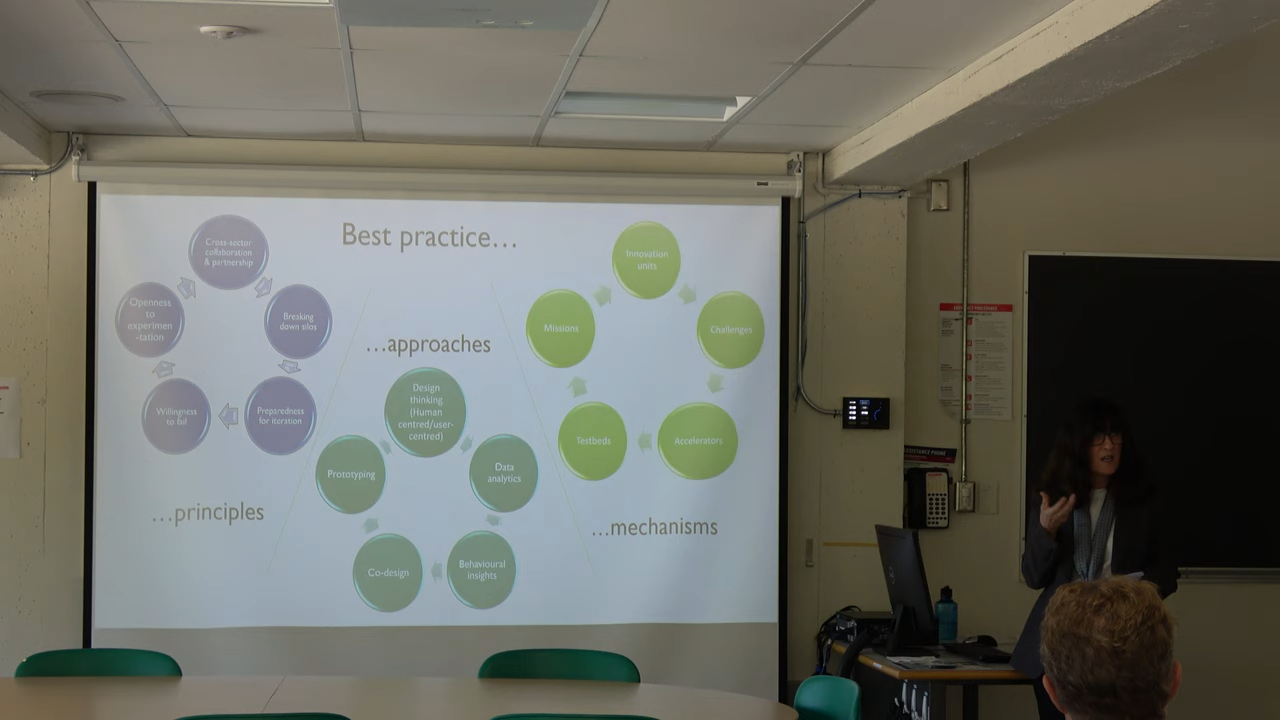 Best practice...
Cross-sector
collaboration
& partnership
Breaking
down silos
Preparedness
for iteration
Willingness
to fail
Openness
to
experimen
-tation
...principles
...approaches
Design
thinking
(Human
centred/user-
centred)
Data
analytics
Behavioural
insights
Co-design
Prototyping
Innovation
units
Challenges
Accelerators
Testbeds
Missions
...mechanisms
ASSISTANCE PHONE